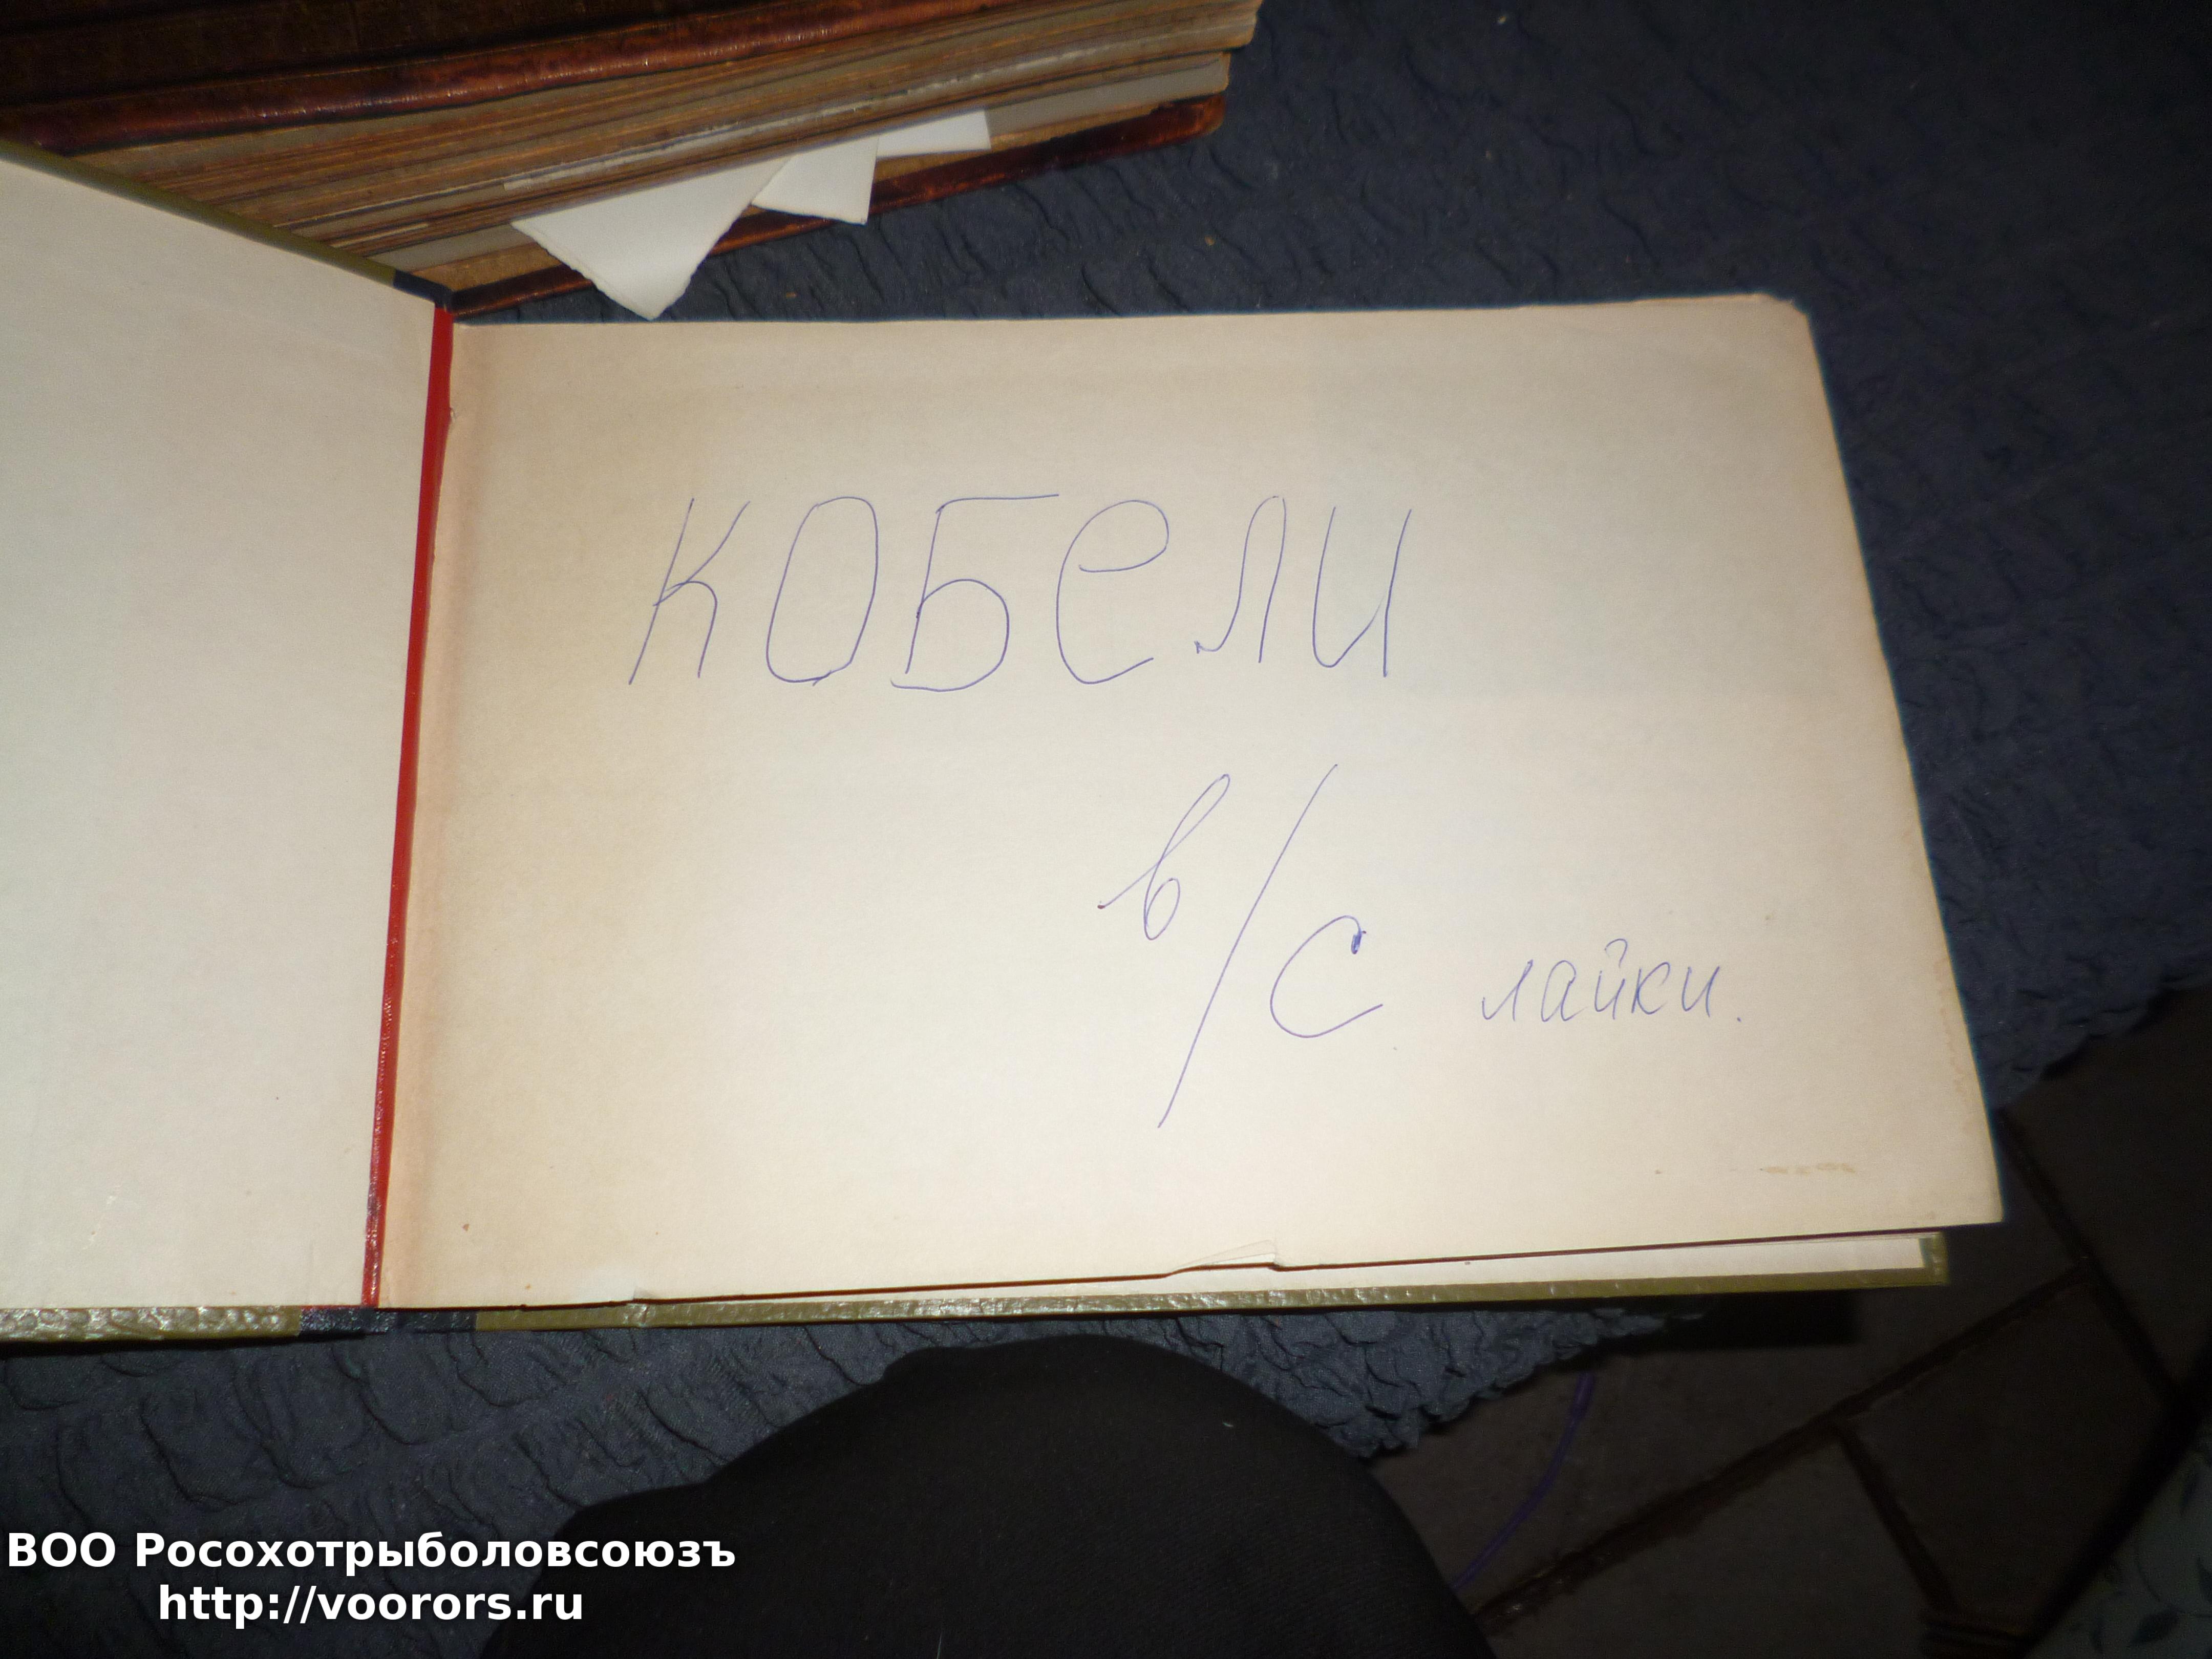 КОБЕЛИ
в/с лайки.
ВОО Росохотрыболовсоюзъ
http://voorors.ru